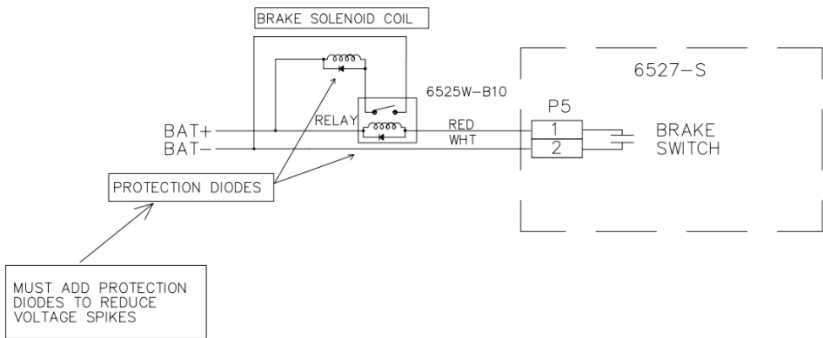 BRAKE SOLENOID COIL
6527-S
6525W-B10
P5
RELAY
RED
BAT+
1
BRAKE
WHT
BAT-
2
SWITCH
PROTECTION DIODES
MUST ADD PROTECTION
DIODES TO REDUCE
VOLTAGE SPIKES